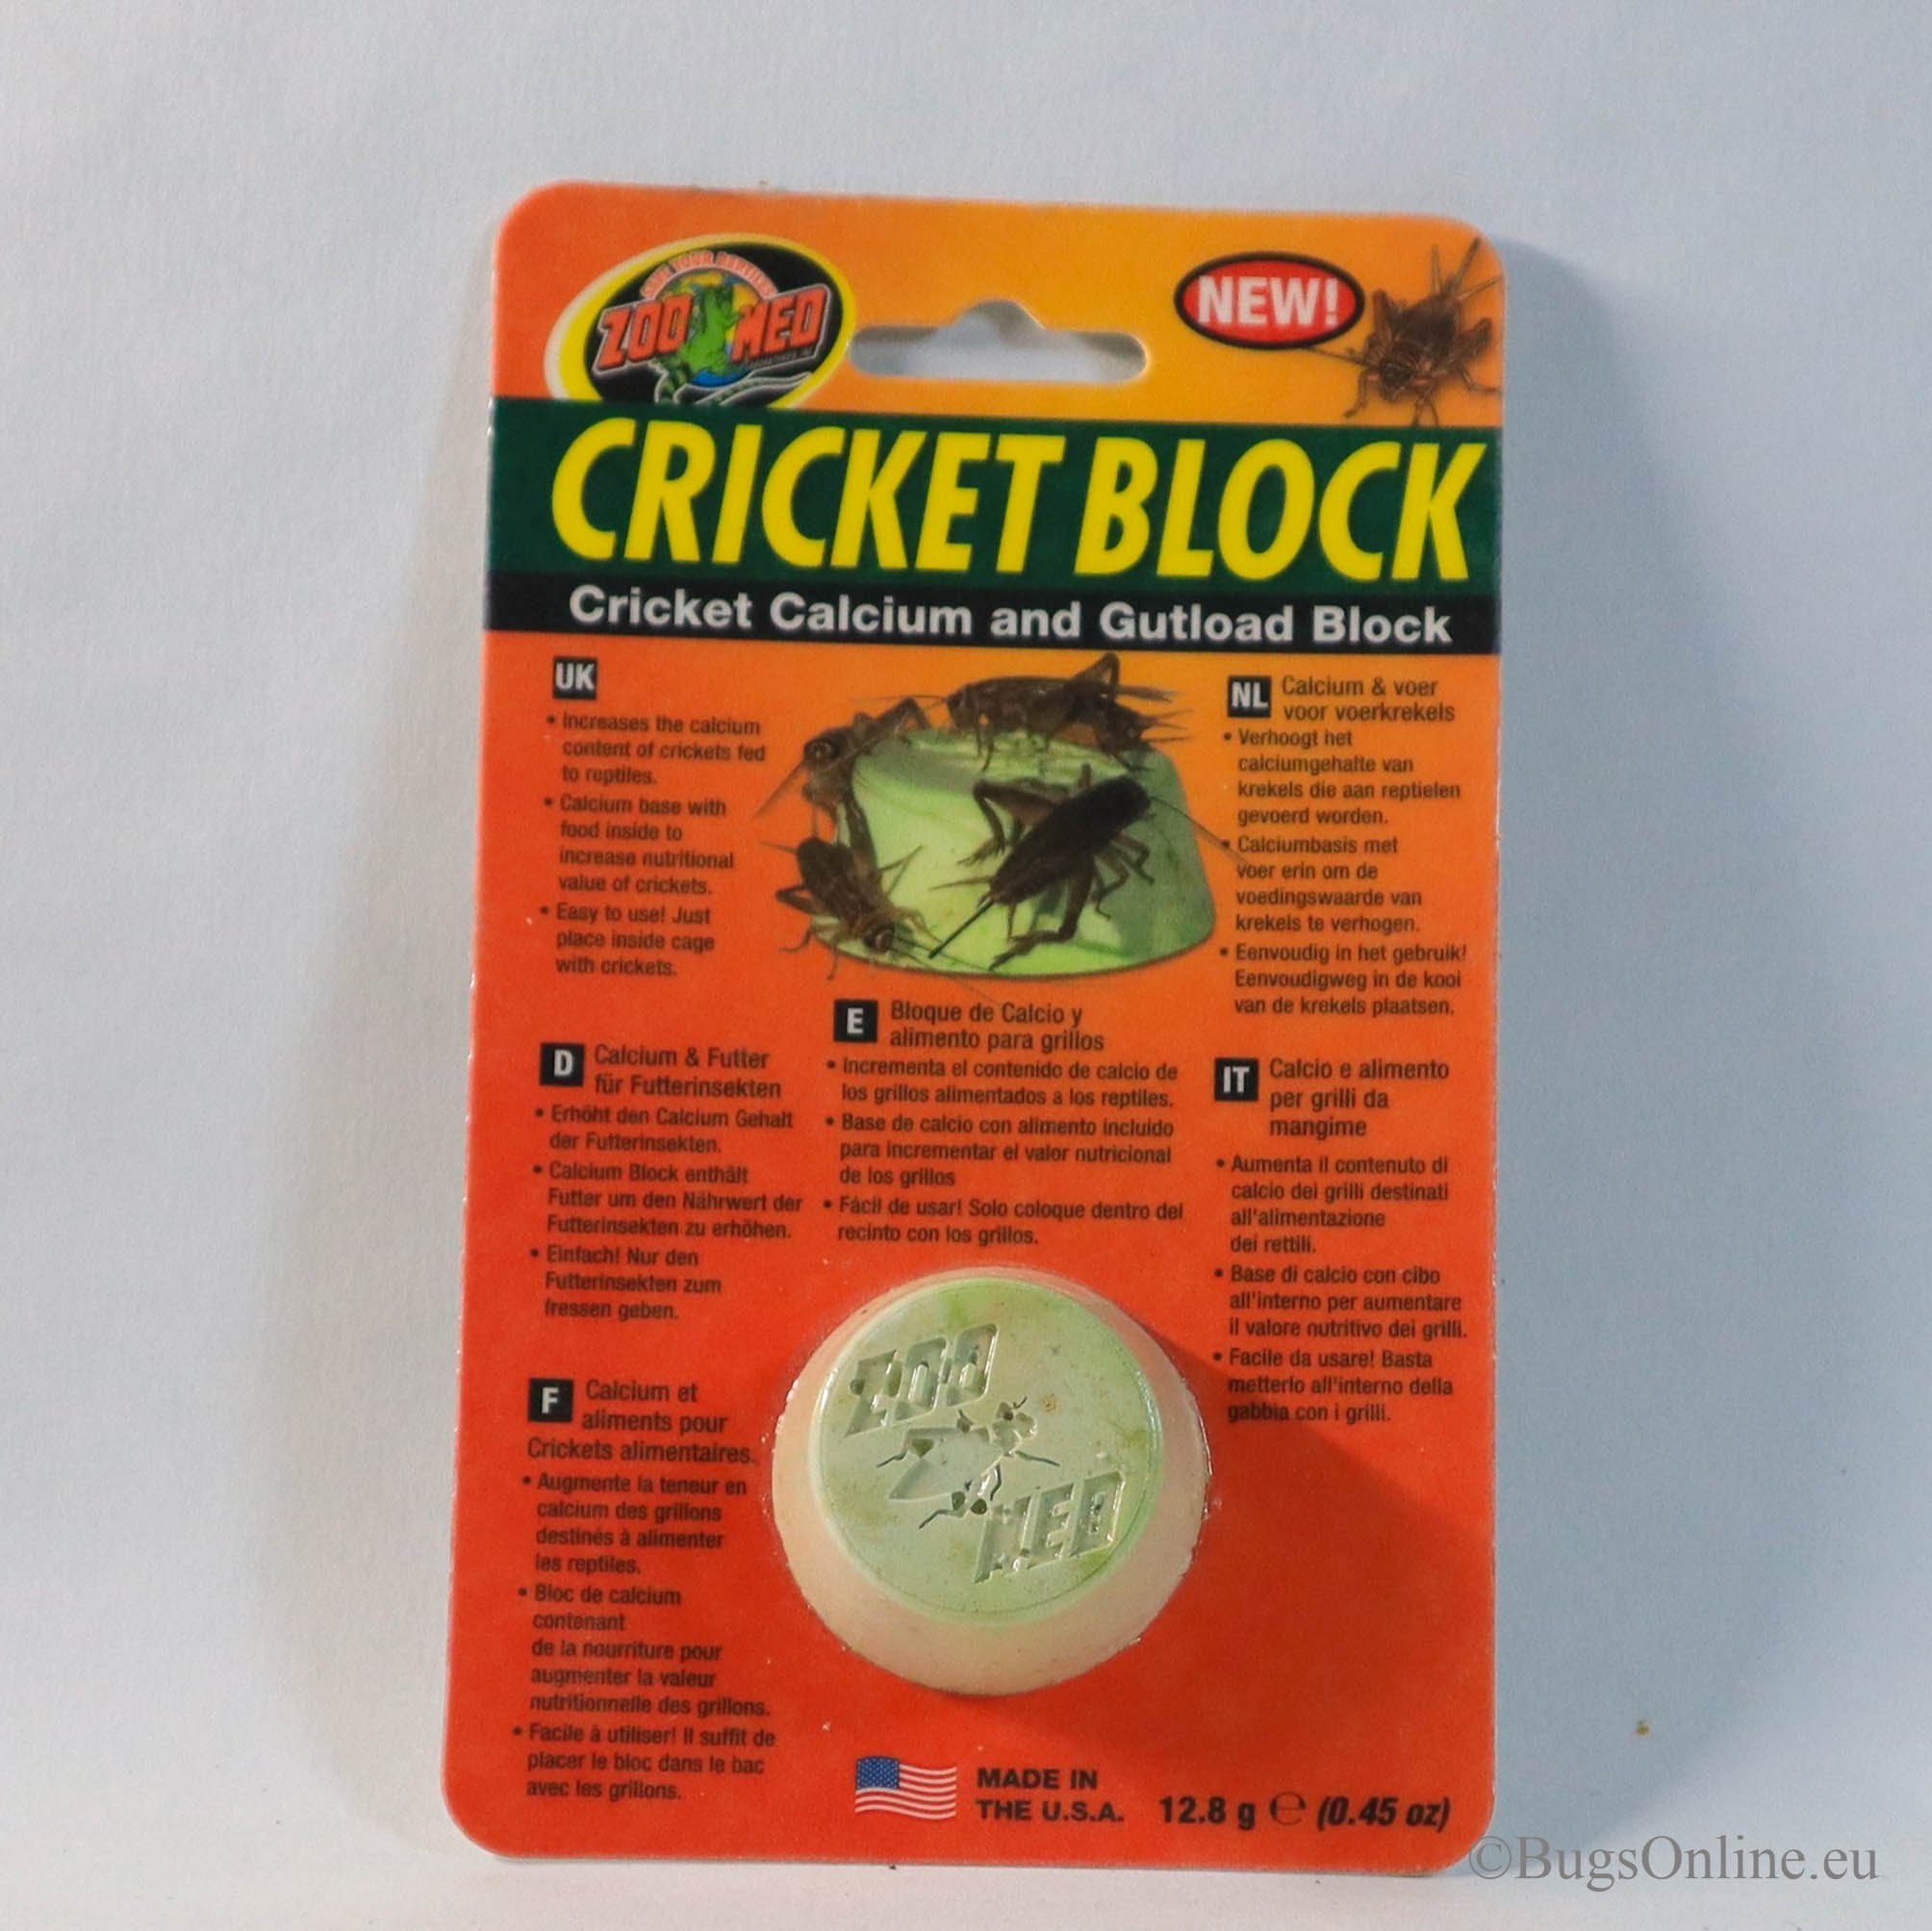 SAVE YOUR BENEFITS!
ZOO MED
NEW!
CRICKET BLOCK
Cricket Calcium and Gutload Block
UK
• Increases the calcium
content of crickets fed
to reptiles.
• Calcium base with
food inside to
increase nutritional
value of crickets.
• Easy to use! Just
place inside cage
with crickets.
NL Calcium & voer
voor voerkrekels
• Verhoogt het
calciumgehalte van
krekels die aan reptielen
gevoerd worden.
• Calciumbasis met
voer erin om de
voedingswaarde van
krekels te verhogen.
• Eenvoudig in het gebruik!
Eenvoudigweg in de kooi
van de krekels plaatsen.
E Bloque de Calcio y
alimento para grillos
• Incrementa el contenido de calcio de
los grillos alimentados a los reptiles.
• Base de calcio con alimento incluido
para incrementar el valor nutricional
de los grillos
• Fácil de usar! Solo coloque dentro del
recinto con los grillos.
D Calcium & Futter
für Futterinsekten
• Erhöht den Calcium Gehalt
der Futterinsekten.
• Calcium Block enthält
Futter um den Nährwert der
Futterinsekten zu erhöhen.
• Einfach! Nur den
Futterinsekten zum
fressen geben.
IT Calcio e alimento
per grilli da
mangime
• Aumenta il contenuto di
calcio dei grilli destinati
all'alimentazione
dei rettili.
• Base di calcio con cibo
all'interno per aumentare
il valore nutritivo dei grilli.
• Facile da usare! Basta
metterlo all'interno della
gabbia con i grilli.
F Calcium et
aliments pour
Crickets alimentaires.
• Augmente la teneur en
calcium des grillons
destinés à alimenter
les reptiles.
• Bloc de calcium
contenant
de la nourriture pour
augmenter la valeur
nutritionnelle des grillons.
• Facile à utiliser! Il suffit de
placer le bloc dans le bac
avec les grillons.
ZOO
MED
MADE IN
THE U.S.A.
12.8 g ℮ (0.45 oz)
©BugsOnline.eu